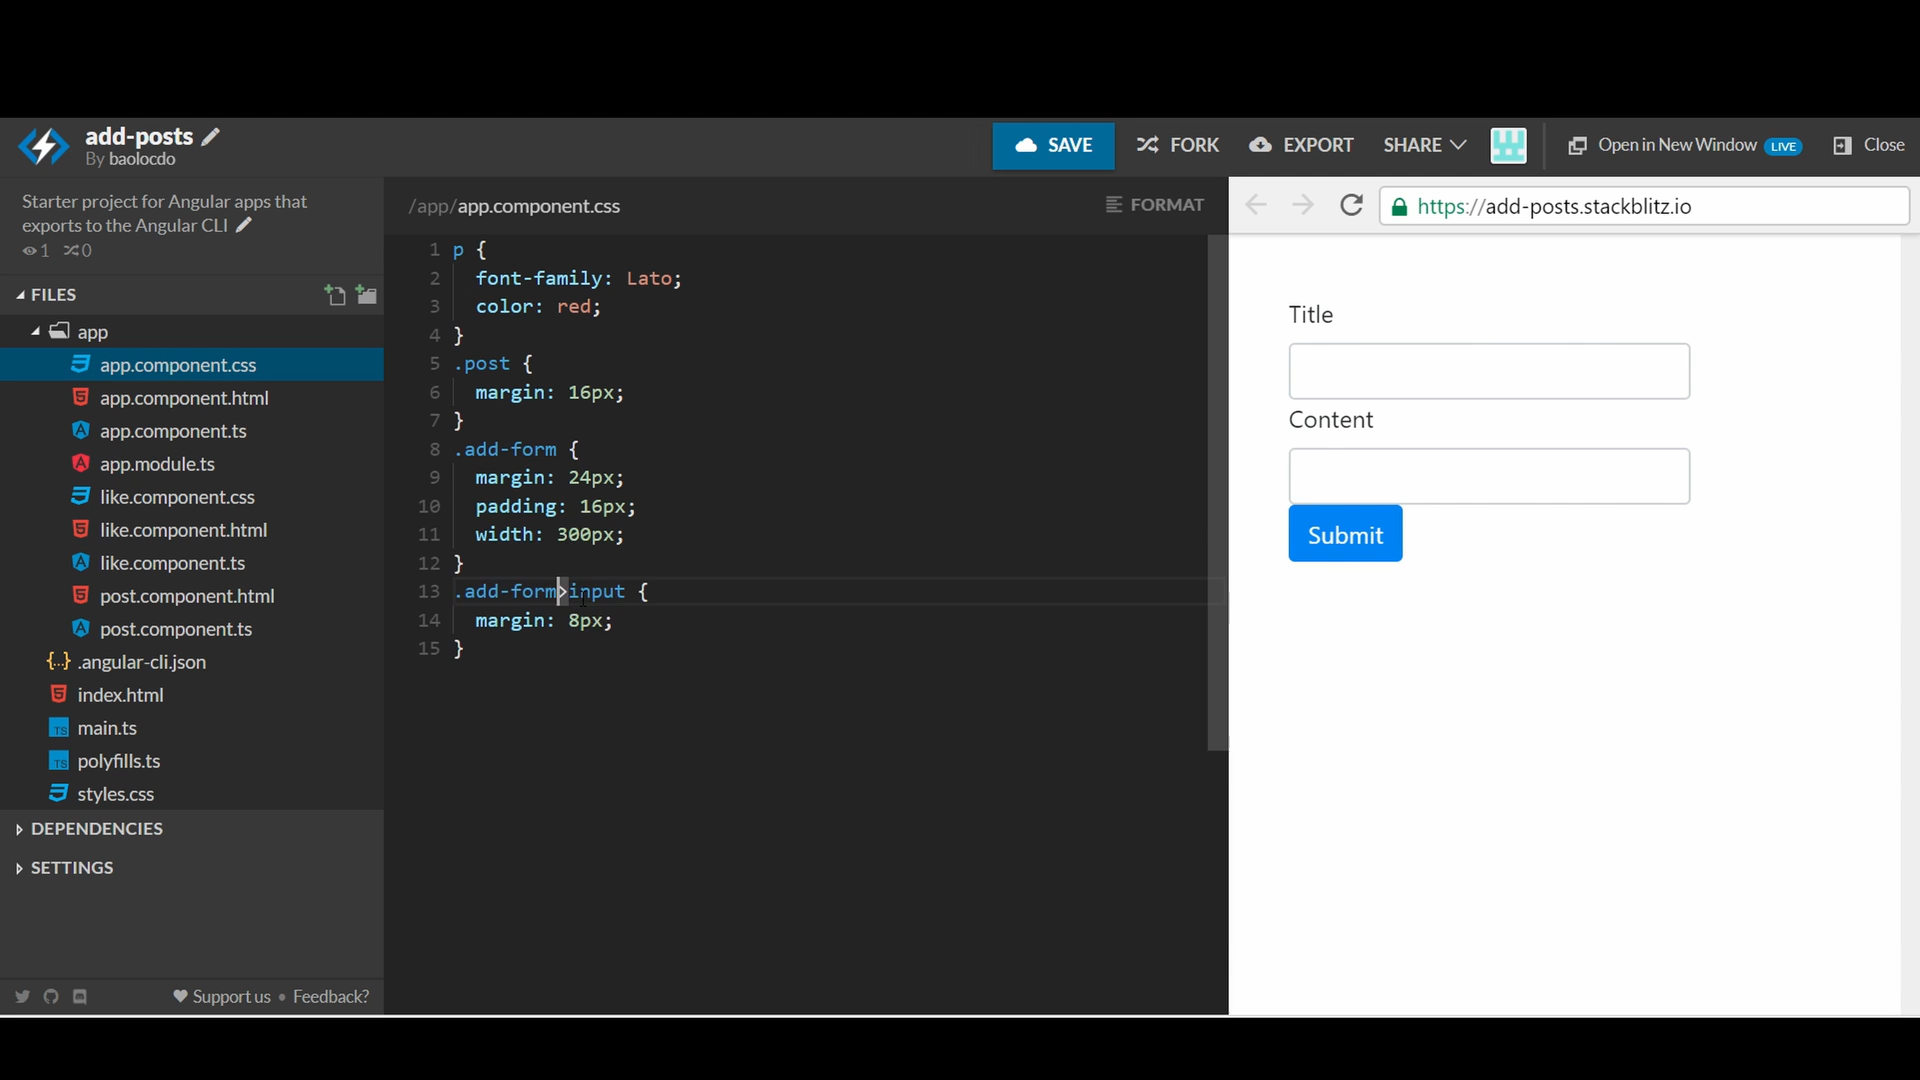 add-posts
By baolocdo
SAVE
FORK
EXPORT
SHARE
Open in New Window LIVE
Close
Starter project for Angular apps that
exports to the Angular CLI
1 0
FILES
app
app.component.css
app.component.html
app.component.ts
app.module.ts
like.component.css
like.component.html
like.component.ts
post.component.html
post.component.ts
{...} .angular-cli.json
index.html
TS main.ts
TS polyfills.ts
styles.css
DEPENDENCIES
SETTINGS
Support us • Feedback?
/app/app.component.css
FORMAT
1 p {
2 font-family: Lato;
3 color: red;
4 }
5 .post {
6 margin: 16px;
7 }
8 .add-form {
9 margin: 24px;
10 padding: 16px;
11 width: 300px;
12 }
13 .add-form>input {
14 margin: 8px;
15 }
https://add-posts.stackblitz.io
Title
Content
Submit